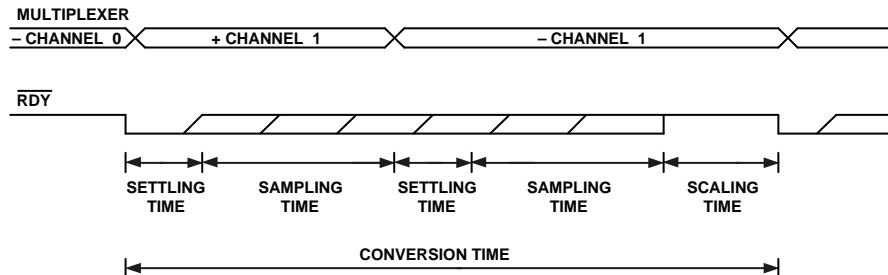 MULTIPLEXER
– CHANNEL 0 + CHANNEL 1 – CHANNEL 1
RDY
SETTLING TIME
SAMPLING TIME
SETTLING TIME
SAMPLING TIME
SCALING TIME
CONVERSION TIME